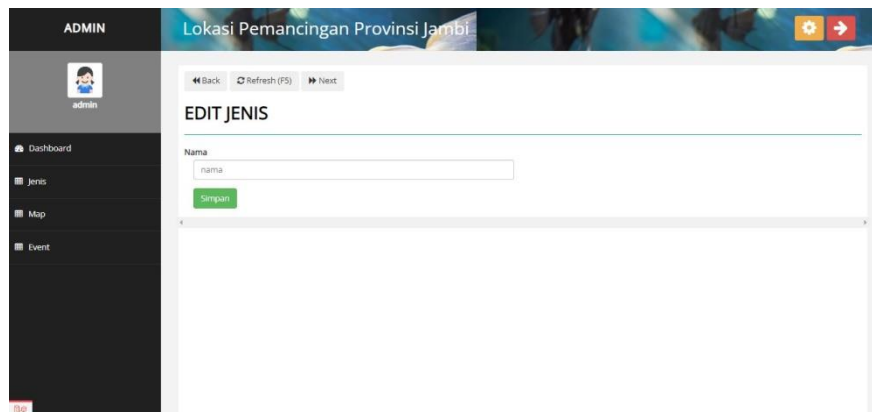 ADMIN
Lokasi Pemancingan Provinsi Jambi
admin
Back Refresh (F5) Next
EDIT JENIS
Dashboard
Nama
nama
Jenis
Simpan
Map
Event